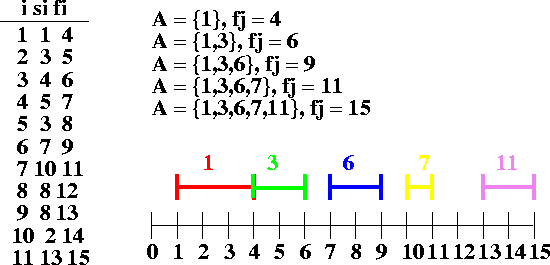 i si fi
1 1 4
2 3 5
3 4 6
4 5 7
5 3 8
6 7 9
7 10 11
8 8 12
9 8 13
10 2 14
11 13 15
A = {1}, fj = 4
A = {1,3}, fj = 6
A = {1,3,6}, fj = 9
A = {1,3,6,7}, fj = 11
A = {1,3,6,7,11}, fj = 15
1 3 6 7 11
0 1 2 3 4 5 6 7 8 9 10 11 12 13 14 15